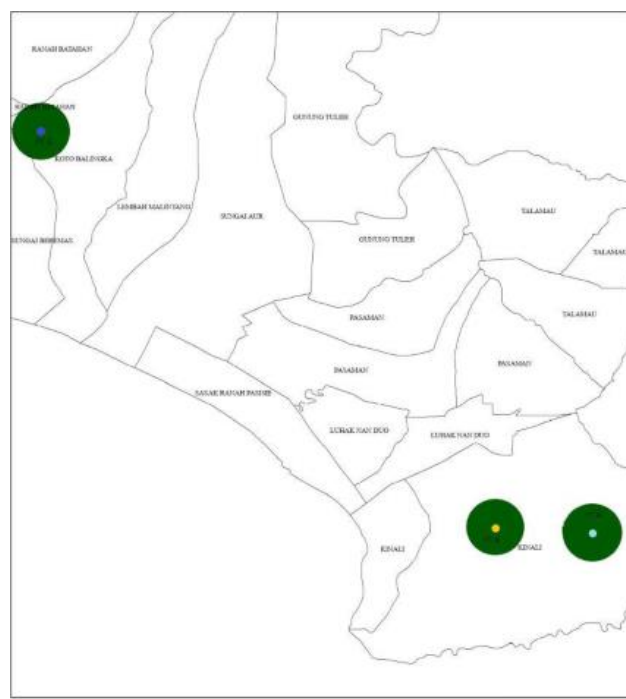 RANAH BATAHAN
KOTO BALINGKA
GUNUNG TULEH
LEMBAH MALINTANG
SUNGAI AUR
TALAMAU
SUNGAI BEREMAS
GUNUNG TULEH
TALAMAU
TALAMAU
PASAMAN
PASAMAN
PASAMAN
SASAK RANAH PASISIE
LUHAK NAN DUO
LUHAK NAN DUO
KINALI
KINALI